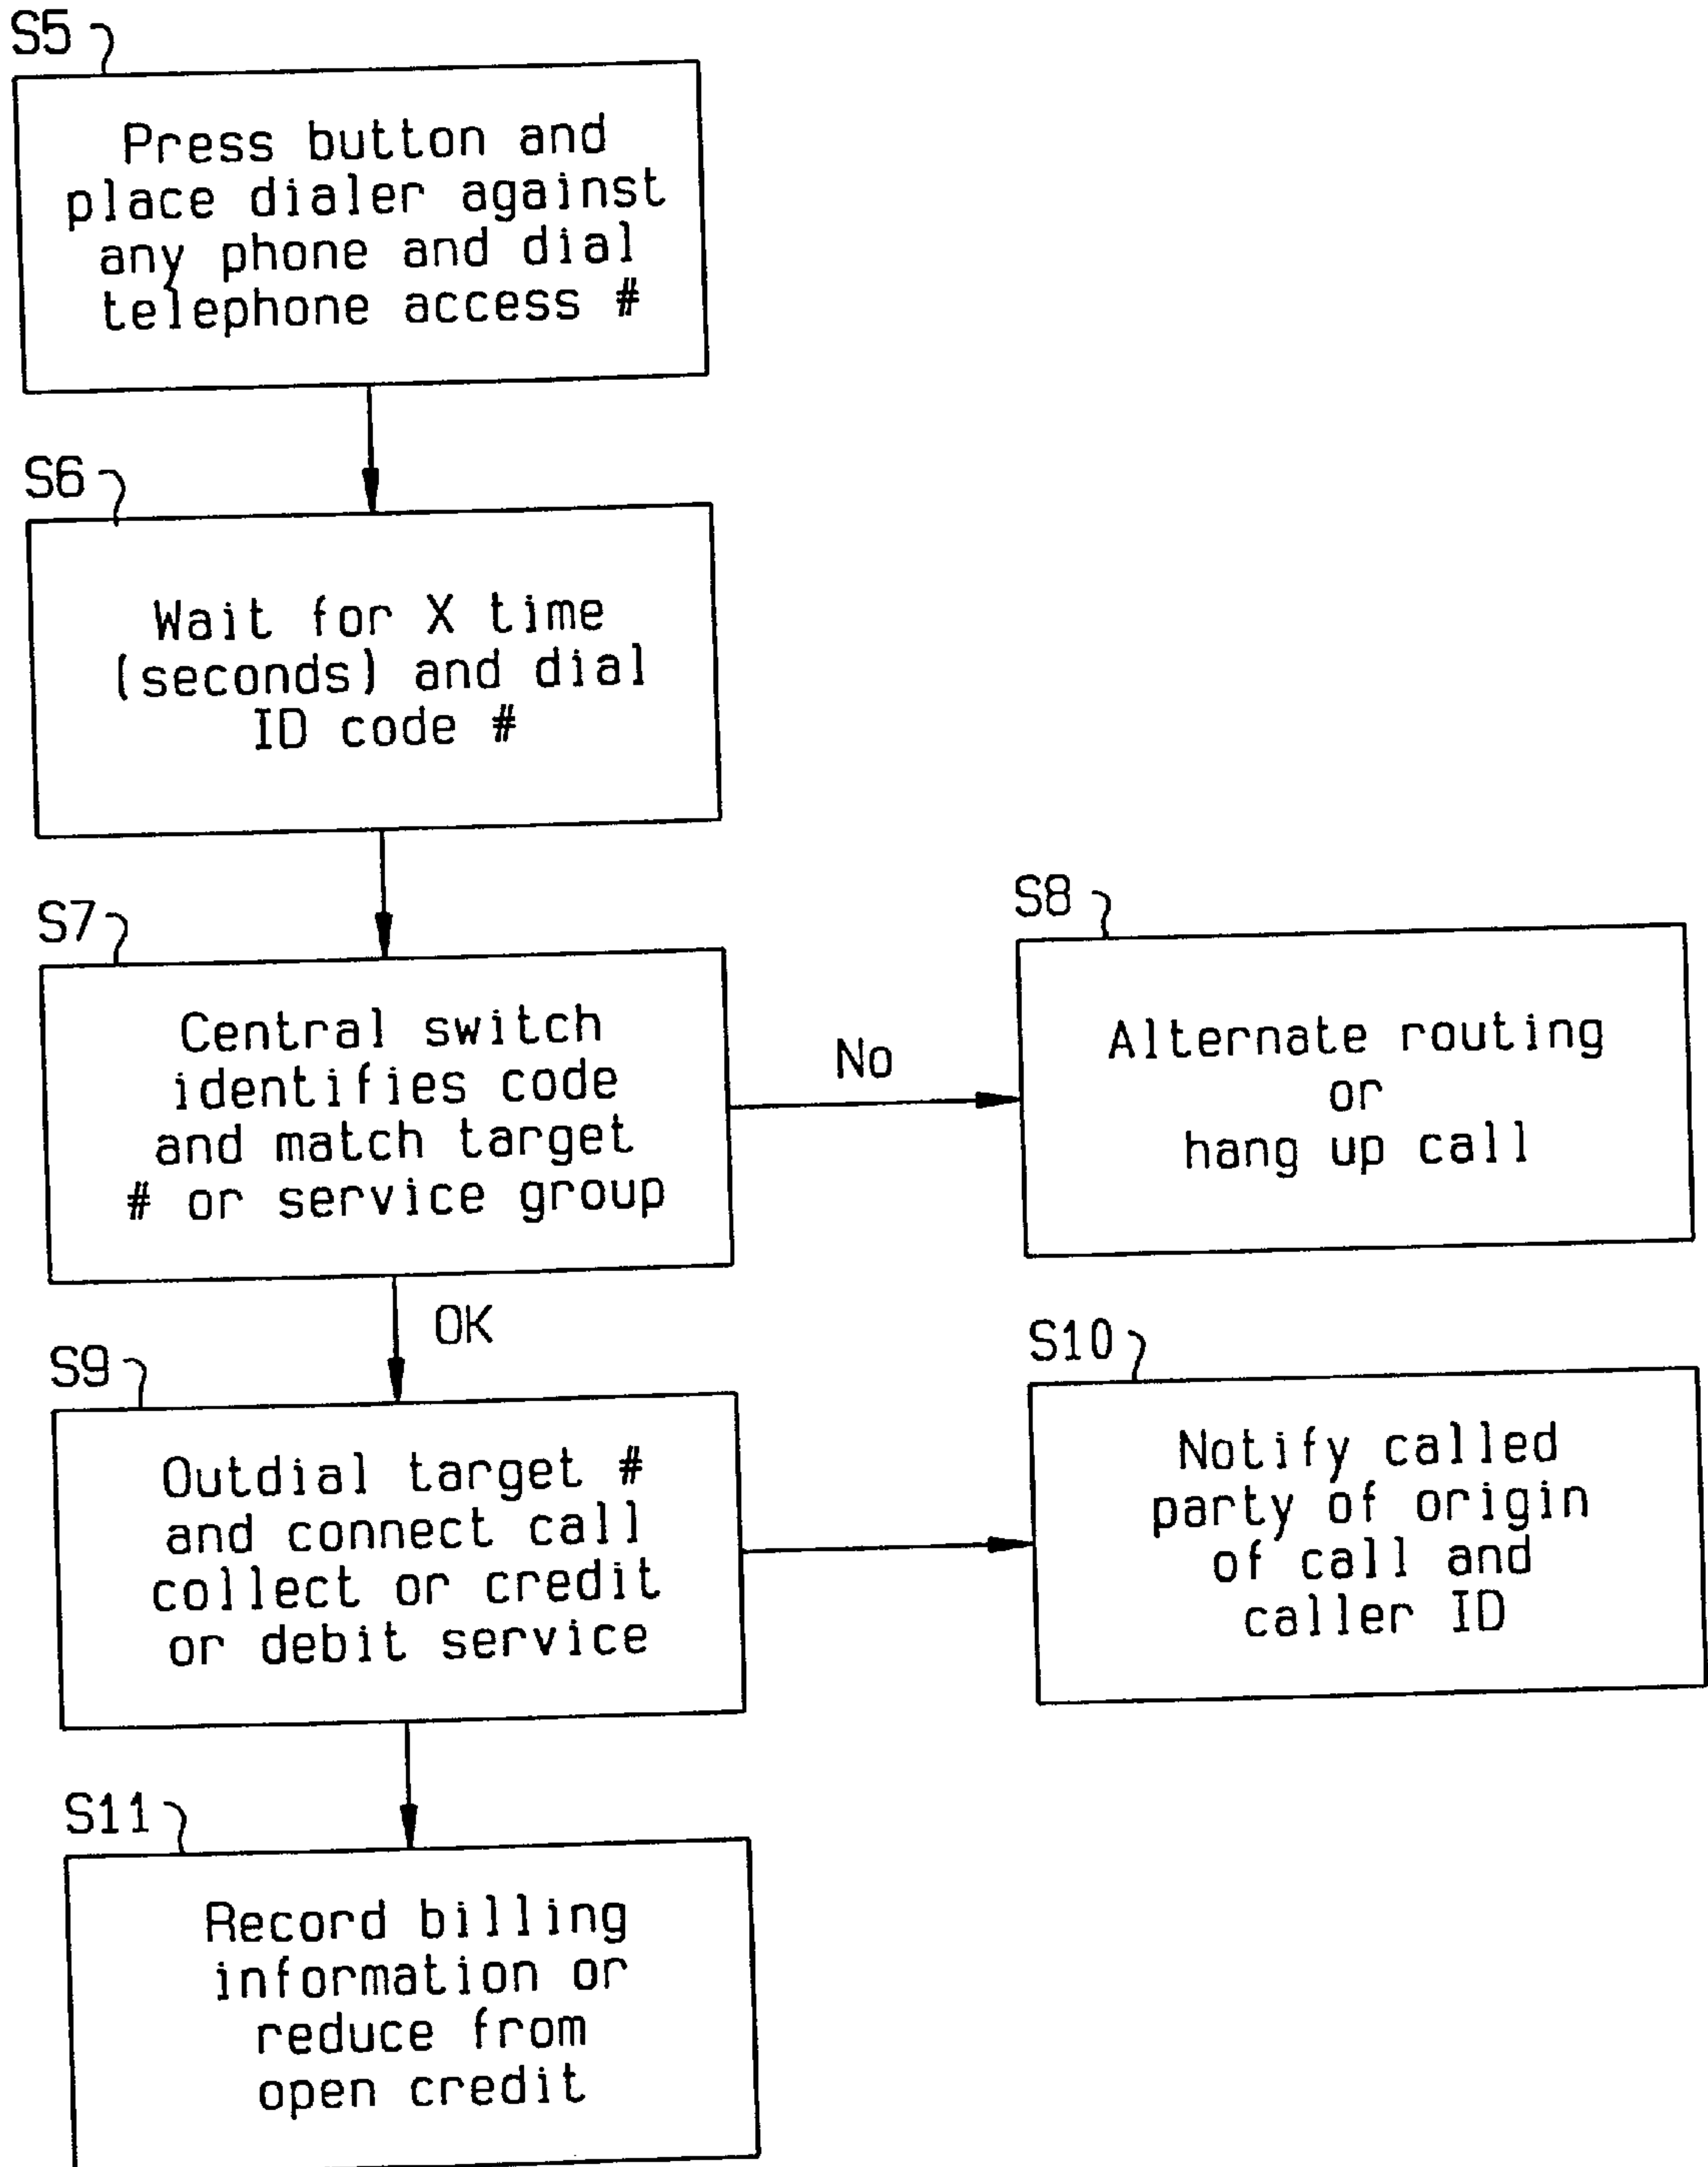 S5
Press button and
place dialer against
any phone and dial
telephone access #
S6
Wait for X time
(seconds) and dial
ID code #
S7
Central switch
identifies code
and match target
# or service group
No
S8
Alternate routing
or
hang up call
OK
S9
Outdial target #
and connect call
collect or credit
or debit service
S10
Notify called
party of origin
of call and
caller ID
S11
Record billing
information or
reduce from
open credit